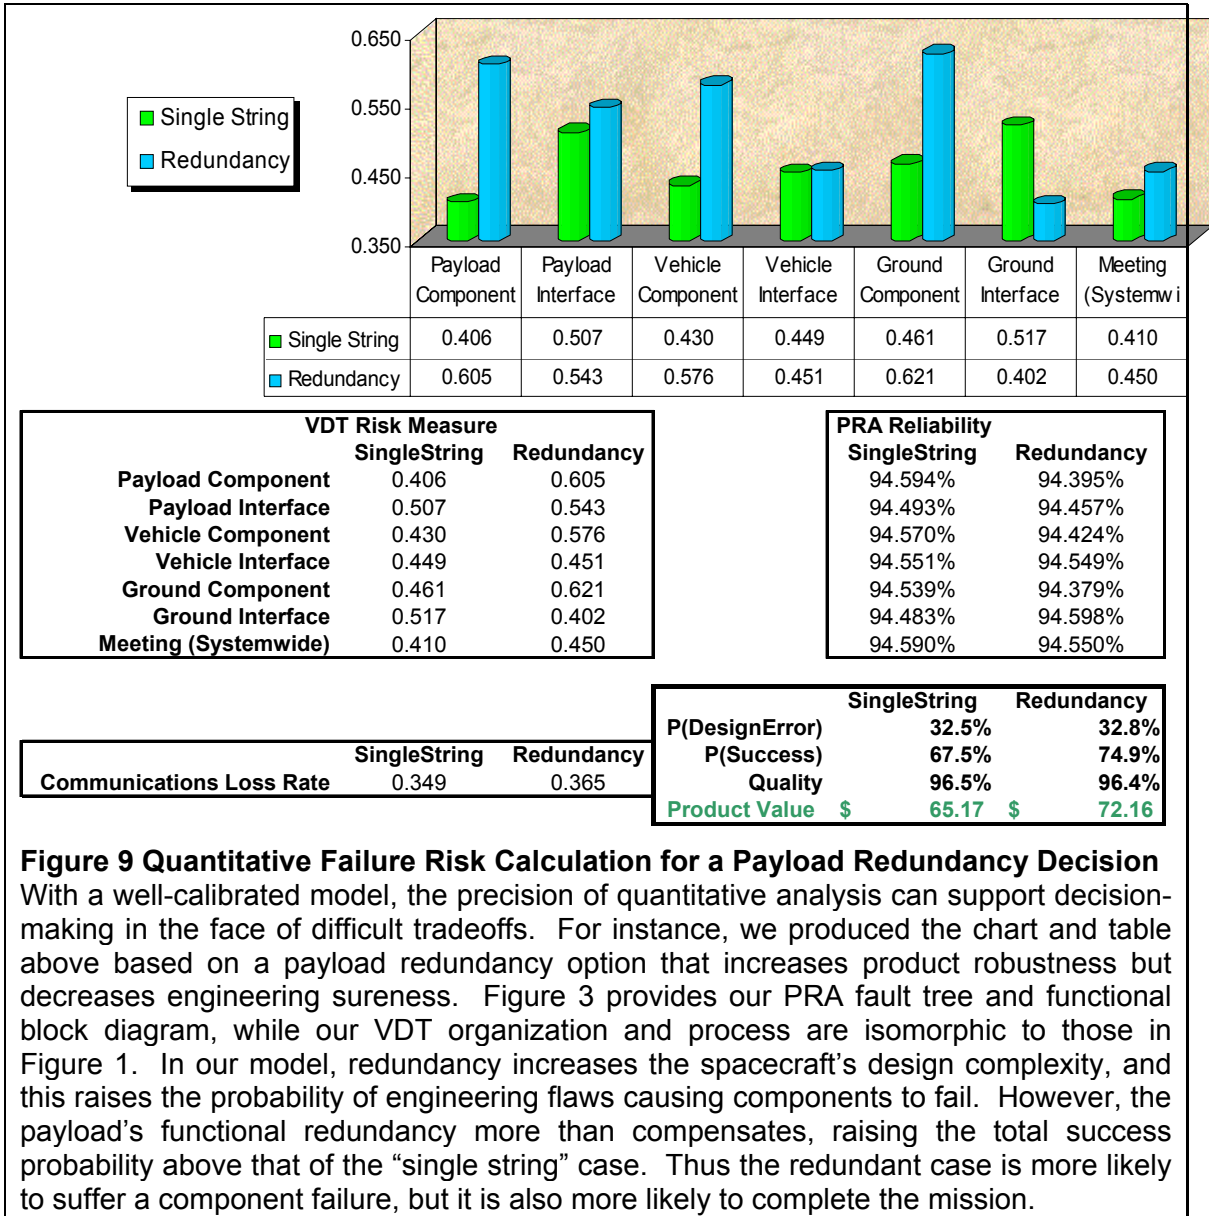 0.650
0.550
0.450
0.350
Single String
Redundancy
Payload Payload Vehicle Vehicle Ground Ground Meeting
Component Interface Component Interface Component Interface (Systemwi
Single String 0.406 0.507 0.430 0.449 0.461 0.517 0.410
Redundancy 0.605 0.543 0.576 0.451 0.621 0.402 0.450
VDT Risk Measure
SingleString Redundancy
Payload Component 0.406 0.605
Payload Interface 0.507 0.543
Vehicle Component 0.430 0.576
Vehicle Interface 0.449 0.451
Ground Component 0.461 0.621
Ground Interface 0.517 0.402
Meeting (Systemwide) 0.410 0.450
PRA Reliability
SingleString Redundancy
94.594% 94.395%
94.493% 94.457%
94.570% 94.424%
94.551% 94.549%
94.539% 94.379%
94.483% 94.598%
94.590% 94.550%
SingleString Redundancy
Communications Loss Rate 0.349 0.365
SingleString Redundancy
P(DesignError) 32.5% 32.8%
P(Success) 67.5% 74.9%
Quality 96.5% 96.4%
Product Value $ 65.17 $ 72.16
Figure 9 Quantitative Failure Risk Calculation for a Payload Redundancy Decision
With a well-calibrated model, the precision of quantitative analysis can support decision-
making in the face of difficult tradeoffs. For instance, we produced the chart and table
above based on a payload redundancy option that increases product robustness but
decreases engineering sureness. Figure 3 provides our PRA fault tree and functional
block diagram, while our VDT organization and process are isomorphic to those in
Figure 1. In our model, redundancy increases the spacecraft's design complexity, and
this raises the probability of engineering flaws causing components to fail. However, the
payload's functional redundancy more than compensates, raising the total success
probability above that of the "single string" case. Thus the redundant case is more likely
to suffer a component failure, but it is also more likely to complete the mission.